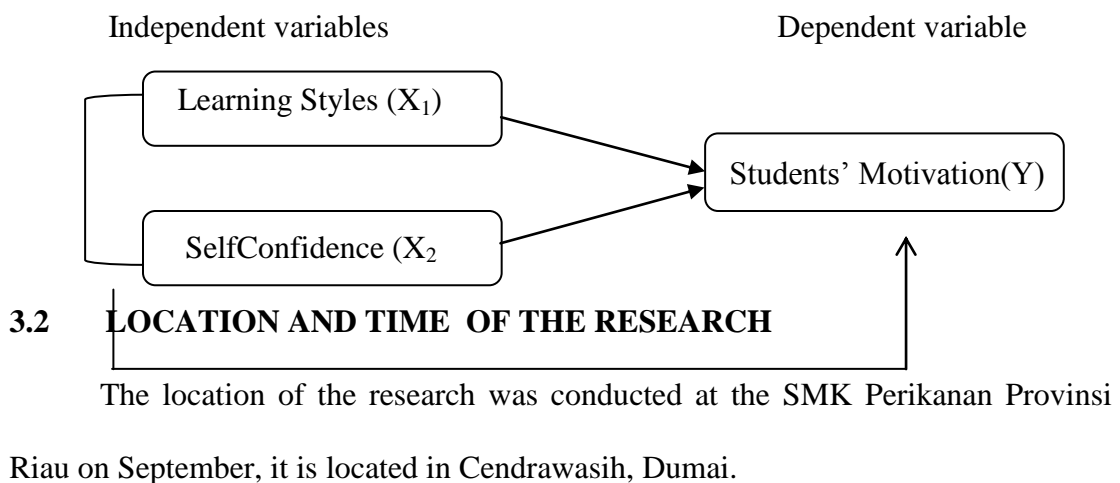 Independent variables Dependent variable
Learning Styles (X₁)
Students’ Motivation(Y)
SelfConfidence (X₂
3.2 LOCATION AND TIME OF THE RESEARCH
The location of the research was conducted at the SMK Perikanan Provinsi
Riau on September, it is located in Cendrawasih, Dumai.